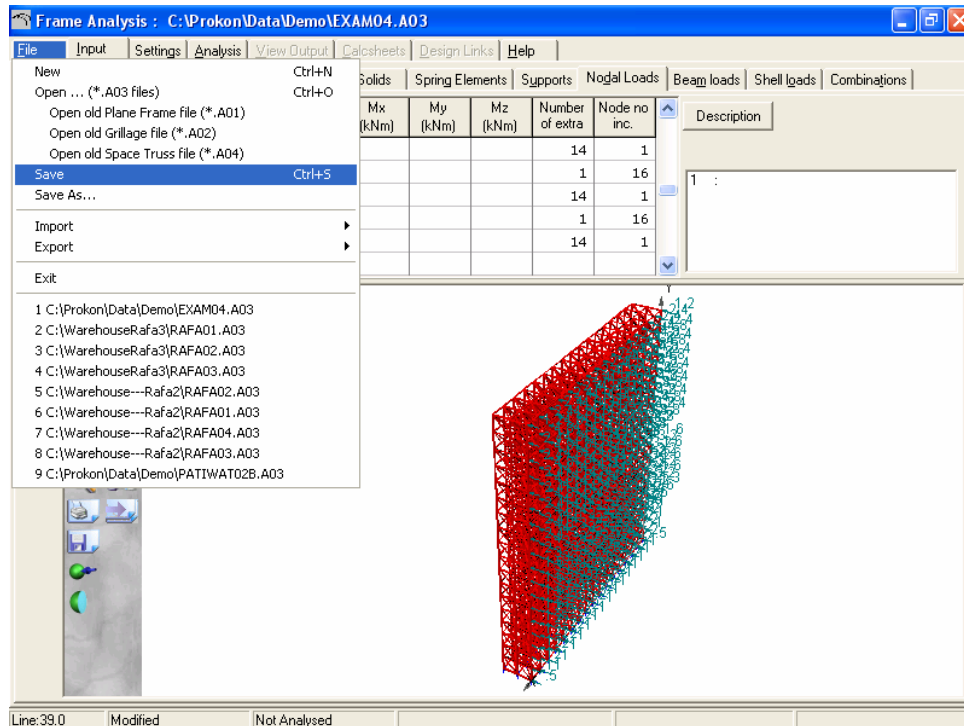 Frame Analysis : C:\Prokon\Data\Demo\EXAM04.A03
File Input Settings Analysis View Output Calcsheets Design Links Help
New Ctrl+N
Open ... (*.A03 files) Ctrl+O
Open old Plane Frame file (*.A01)
Open old Grillage file (*.A02)
Open old Space Truss file (*.A04)
Save Ctrl+S
Save As...
Import
Export
Exit
1 C:\Prokon\Data\Demo\EXAM04.A03
2 C:\WarehouseRafa3\RAFA01.A03
3 C:\WarehouseRafa3\RAFA02.A03
4 C:\WarehouseRafa3\RAFA03.A03
5 C:\Warehouse---Rafa2\RAFA02.A03
6 C:\Warehouse---Rafa2\RAFA01.A03
7 C:\Warehouse---Rafa2\RAFA04.A03
8 C:\Warehouse---Rafa2\RAFA03.A03
9 C:\Prokon\Data\Demo\PATIWAT02B.A03
Solids Spring Elements Supports Nodal Loads Beam loads Shell loads Combinations
Mx (kNm) My (kNm) Mz (kNm) Number of extra Node no inc.
14 1
1 16
14 1
1 16
14 1
Description
1 :
Y
.5
.5
Line:39.0 Modified Not Analysed